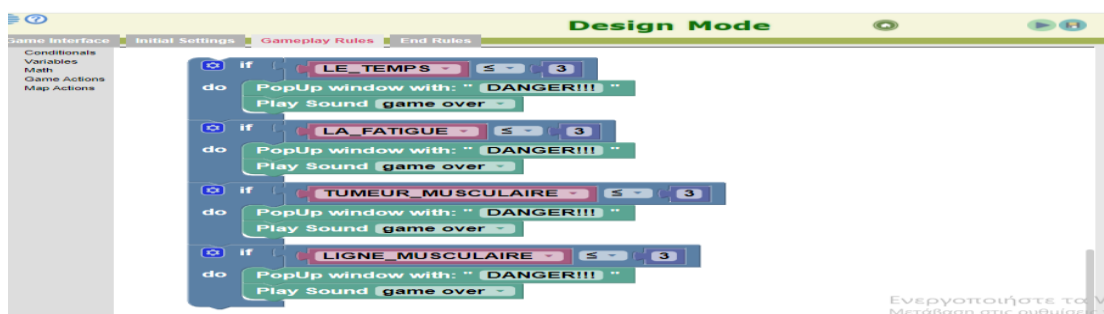 Design Mode
Game Interface Initial Settings Gameplay Rules End Rules
Conditionals
Variables
Math
Game Actions
Map Actions
if LE_TEMPS ≤ 3
do PopUp window with: " DANGER!!! "
Play Sound game over
if LA_FATIGUE ≤ 3
do PopUp window with: " DANGER!!! "
Play Sound game over
if TUMEUR_MUSCULAIRE ≤ 3
do PopUp window with: " DANGER!!! "
Play Sound game over
if LIGNE_MUSCULAIRE ≤ 3
do PopUp window with: " DANGER!!! "
Play Sound game over
Ενεργοποιήστε τα
Μετάβαση στις